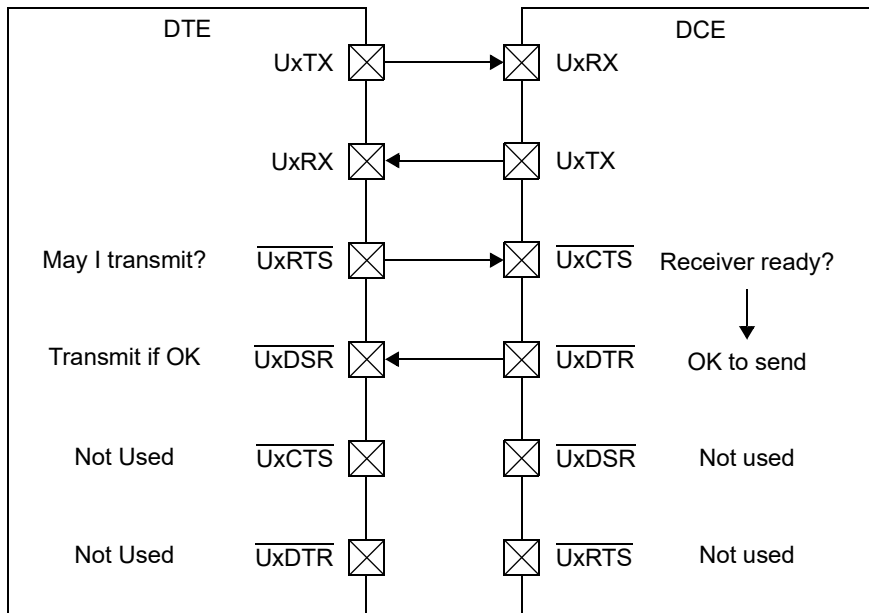 DTE DCE
UxTX UxRX
UxRX UxTX
May I transmit? UxRTS UxCTS Receiver ready?
Transmit if OK UxDSR UxDTR OK to send
Not Used UxCTS UxDSR Not used
Not Used UxDTR UxRTS Not used